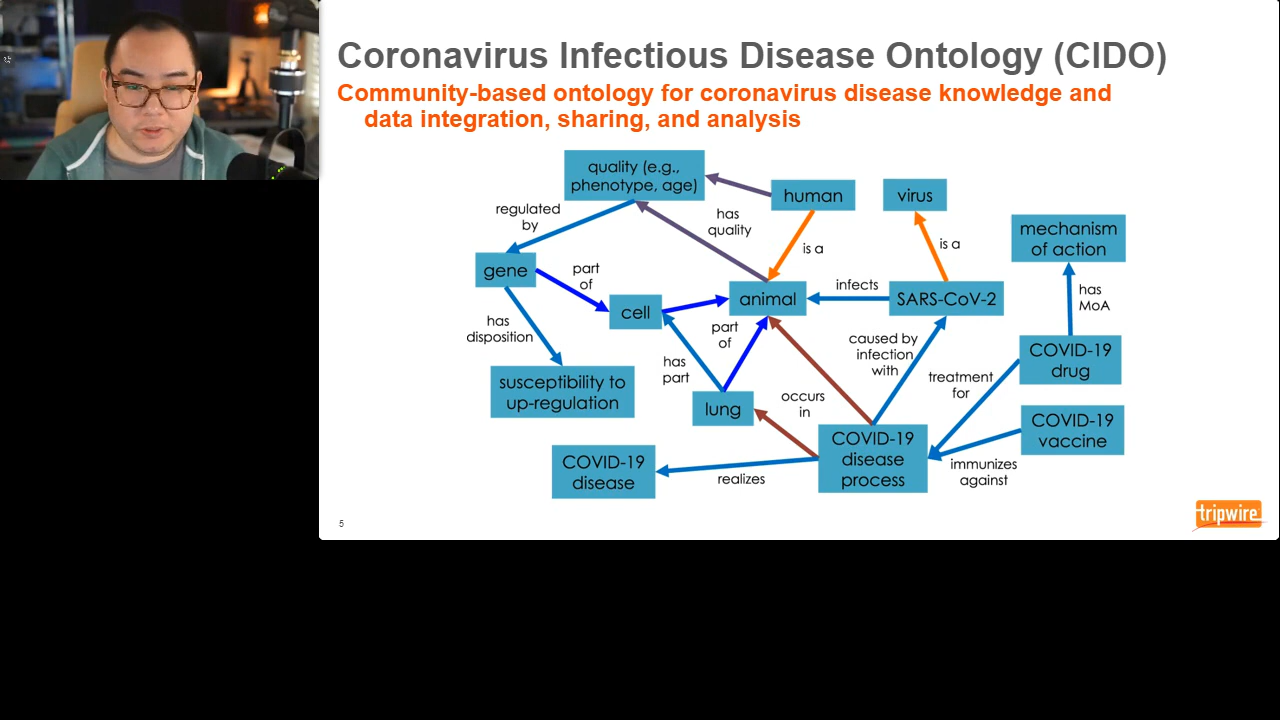 Coronavirus Infectious Disease Ontology (CIDO)
Community-based ontology for coronavirus disease knowledge and
data integration, sharing, and analysis
quality (e.g.,
phenotype, age)
human
virus
regulated
by
has
quality
is a
is a
mechanism
of action
gene
part
of
cell
animal
infects
SARS-CoV-2
has
MoA
has
disposition
part
of
has
part
caused by
infection
with
COVID-19
drug
susceptibility to
up-regulation
lung
occurs
in
treatment
for
COVID-19
vaccine
COVID-19
disease
COVID-19
disease
process
realizes
immunizes
against
5
tripwire